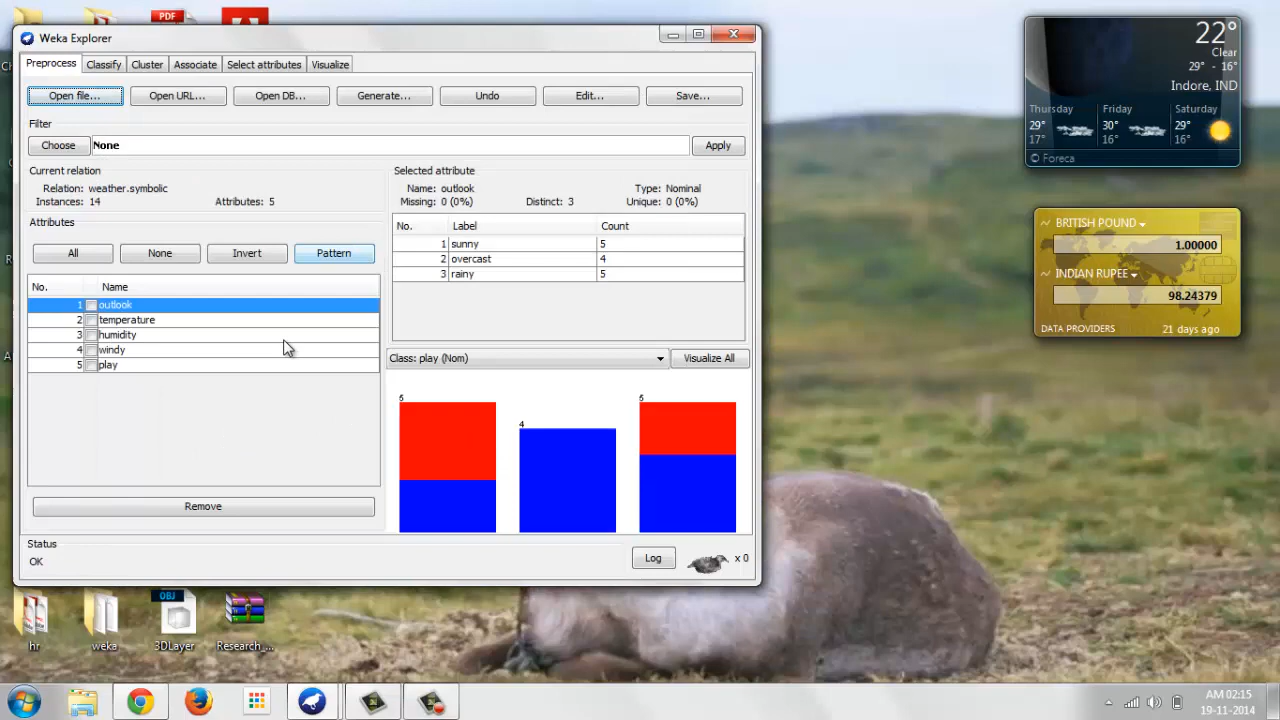 PDF
Weka Explorer
Preprocess Classify Cluster Associate Select attributes Visualize
Open file... Open URL... Open DB... Generate... Undo Edit... Save...
Filter
Choose None Apply
Current relation
Relation: weather.symbolic
Instances: 14 Attributes: 5
Attributes
All None Invert Pattern
No. Name
1 outlook
2 temperature
3 humidity
4 windy
5 play
Remove
Selected attribute
Name: outlook Type: Nominal
Missing: 0 (0%) Distinct: 3 Unique: 0 (0%)
No. Label Count
1 sunny 5
2 overcast 4
3 rainy 5
Class: play (Nom) Visualize All
5 4 5
Status
OK
Log x 0
22°
Clear
29° - 16°
Indore, IND
Thursday Friday Saturday
29° 30° 29°
17° 16° 16°
© Foreca
BRITISH POUND
1.00000
INDIAN RUPEE
98.24379
DATA PROVIDERS 21 days ago
OBJ
hr weka 3DLayer Research_...
AM 02:15
19-11-2014